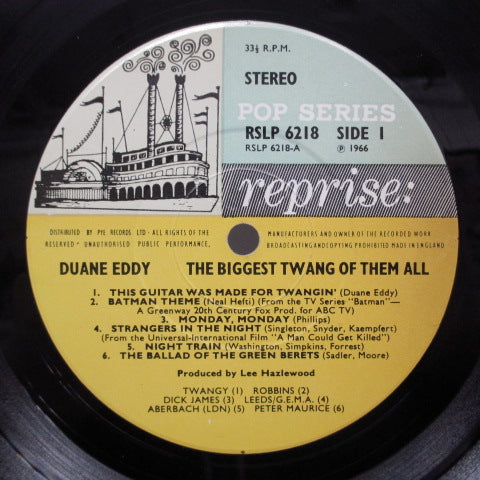 33⅓ R.P.M.
STEREO
POP SERIES
RSLP 6218 SIDE 1
RSLP 6218-A ℗ 1966
reprise:
DISTRIBUTED BY PYE RECORDS LTD · ALL RIGHTS OF THE MANUFACTURERS AND OWNER OF THE RECORDED WORK
RESERVED * UNAUTHORISED PUBLIC PERFORMANCE, BROADCASTING AND COPYING PROHIBITED MADE IN ENGLAND
DUANE EDDY THE BIGGEST TWANG OF THEM ALL
1. THIS GUITAR WAS MADE FOR TWANGIN' (Duane Eddy)
2. BATMAN THEME (Neal Hefti) (From the TV Series "Batman"—
A Greenway 20th Century Fox Prod. for ABC TV)
3. MONDAY, MONDAY (Phillips)
4. STRANGERS IN THE NIGHT (Singleton, Snyder, Kaempfert)
(From the Universal-International Film "A Man Could Get Killed")
5. NIGHT TRAIN (Washington, Simpkins, Forrest)
6. THE BALLAD OF THE GREEN BERETS (Sadler, Moore)
Produced by Lee Hazlewood
TWANGY (1) ROBBINS (2)
DICK JAMES (3) LEEDS/G.E.M.A. (4)
ABERBACH (LDN) (5) PETER MAURICE (6)